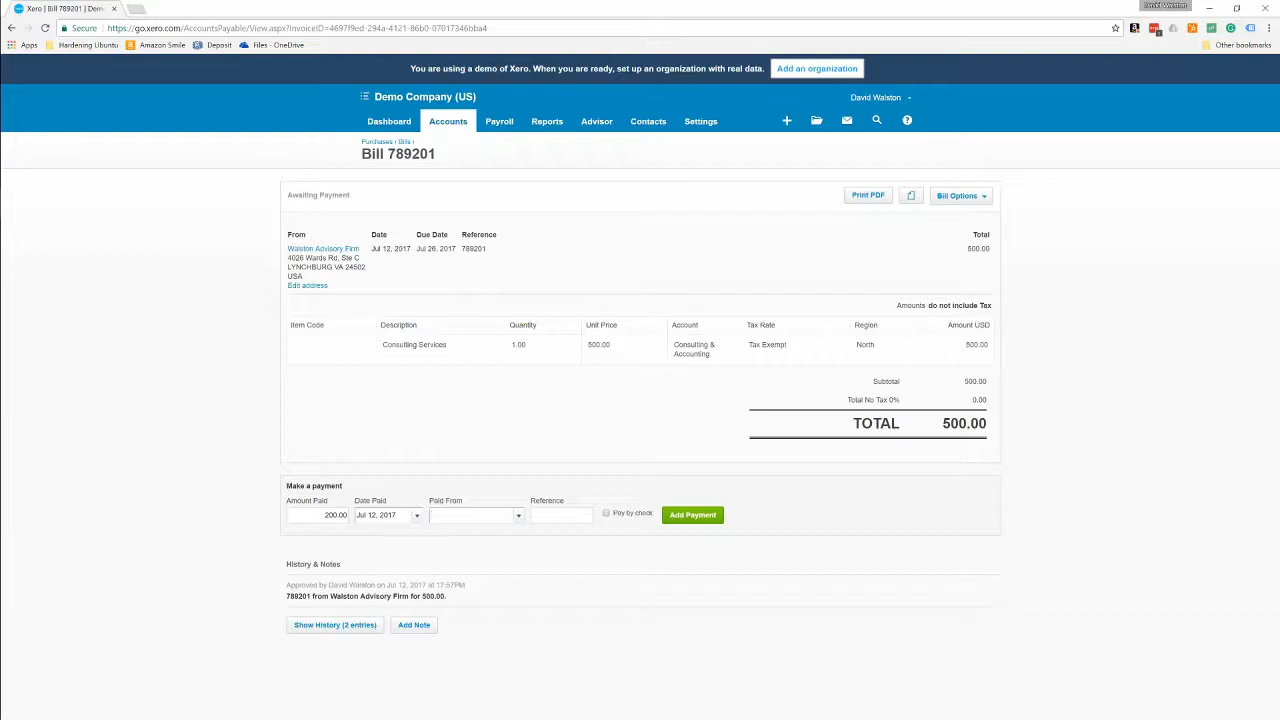 David Walston
Xero | Bill 789201 | Demo
Secure
https://go.xero.com/AccountsPayable/View.aspx?InvoiceID=4697f9ed-294a-4121-86b0-07017346bba4
Apps Hardening Ubuntu Amazon Smile Deposit Files - OneDrive Other bookmarks
You are using a demo of Xero. When you are ready, set up an organization with real data. Add an organization
Demo Company (US) David Walston
Dashboard Accounts Payroll Reports Advisor Contacts Settings
Purchases › Bills ›
Bill 789201
Awaiting Payment Print PDF Bill Options
From Date Due Date Reference Total
Walston Advisory Firm Jul 12, 2017 Jul 26, 2017 789201 500.00
4026 Wards Rd, Ste C
LYNCHBURG VA 24502
USA
Edit address
Amounts do not include Tax
Item Code Description Quantity Unit Price Account Tax Rate Region Amount USD
Consulting Services 1.00 500.00 Consulting & Accounting Tax Exempt North 500.00
Subtotal 500.00
Total No Tax 0% 0.00
TOTAL 500.00
Make a payment
Amount Paid Date Paid Paid From Reference
200.00 Jul 12, 2017 Pay by check Add Payment
History & Notes
Approved by David Walston on Jul 12, 2017 at 17:57PM
789201 from Walston Advisory Firm for 500.00.
Show History (2 entries) Add Note